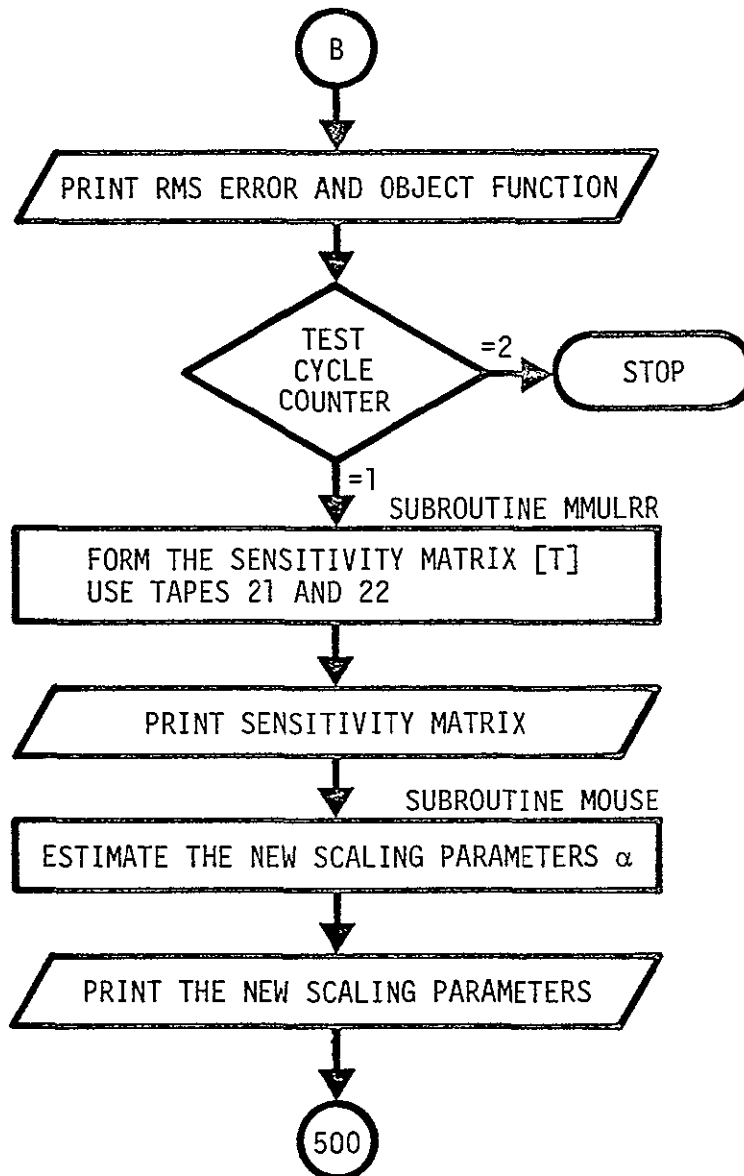 B
PRINT RMS ERROR AND OBJECT FUNCTION
TEST
CYCLE
COUNTER
=2
STOP
=1
SUBROUTINE MMULRR
FORM THE SENSITIVITY MATRIX [T]
USE TAPES 21 AND 22
PRINT SENSITIVITY MATRIX
SUBROUTINE MOUSE
ESTIMATE THE NEW SCALING PARAMETERS α
PRINT THE NEW SCALING PARAMETERS
500